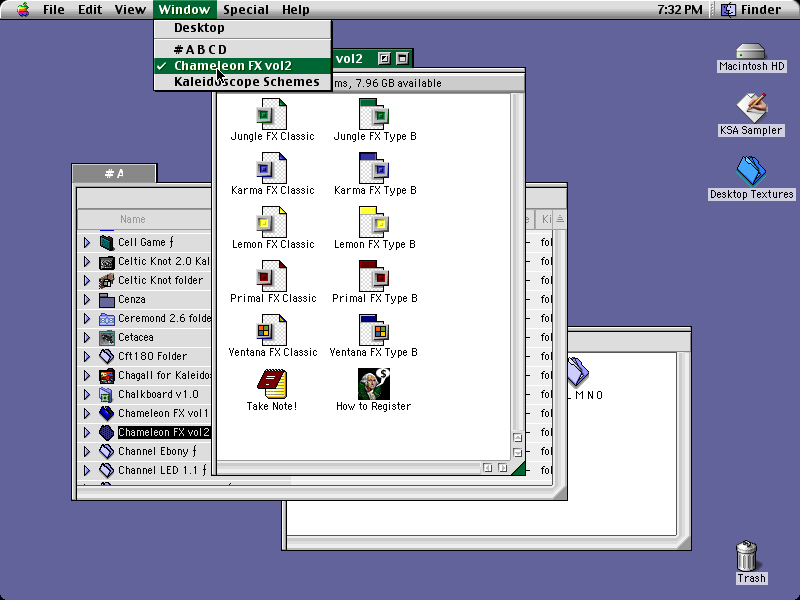 File Edit View Window Special Help 7:32 PM Finder
Desktop
# A B C D
✓ Chameleon FX vol2
Kaleidoscope Schemes
vol2
ms, 7.96 GB available
Jungle FX Classic Jungle FX Type B
Karma FX Classic Karma FX Type B
Lemon FX Classic Lemon FX Type B
Primal FX Classic Primal FX Type B
Ventana FX Classic Ventana FX Type B
Take Note! How to Register
# A
Name
Ki
Cell Game ƒ fol
Celtic Knot 2.0 Kal fol
Celtic Knot folder fol
Cenza fol
Ceremond 2.6 folde fol
Cetacea fol
Cft180 Folder fol
Chagall for Kaleidos fol
Chalkboard v1.0 fol
Chameleon FX vol1 fol
Chameleon FX vol2 fol
Channel Ebony ƒ fol
Channel LED 1.1 ƒ fol
L M N O
Macintosh HD
KSA Sampler
Desktop Textures
Trash